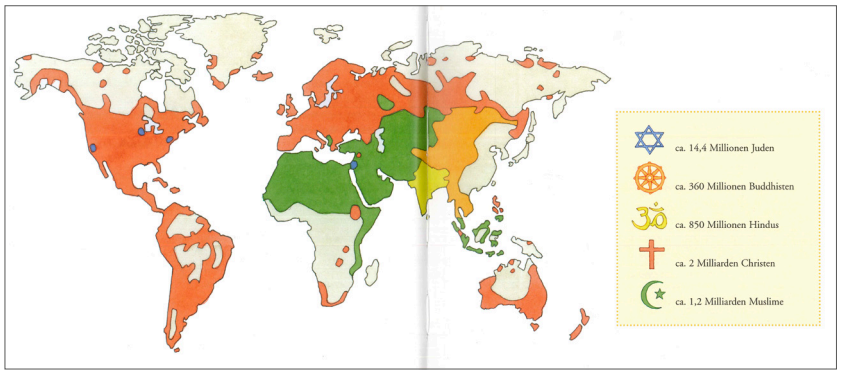 ca. 14,4 Millionen Juden
ca. 360 Millionen Buddhisten
ca. 850 Millionen Hindus
ca. 2 Milliarden Christen
ca. 1,2 Milliarden Muslime